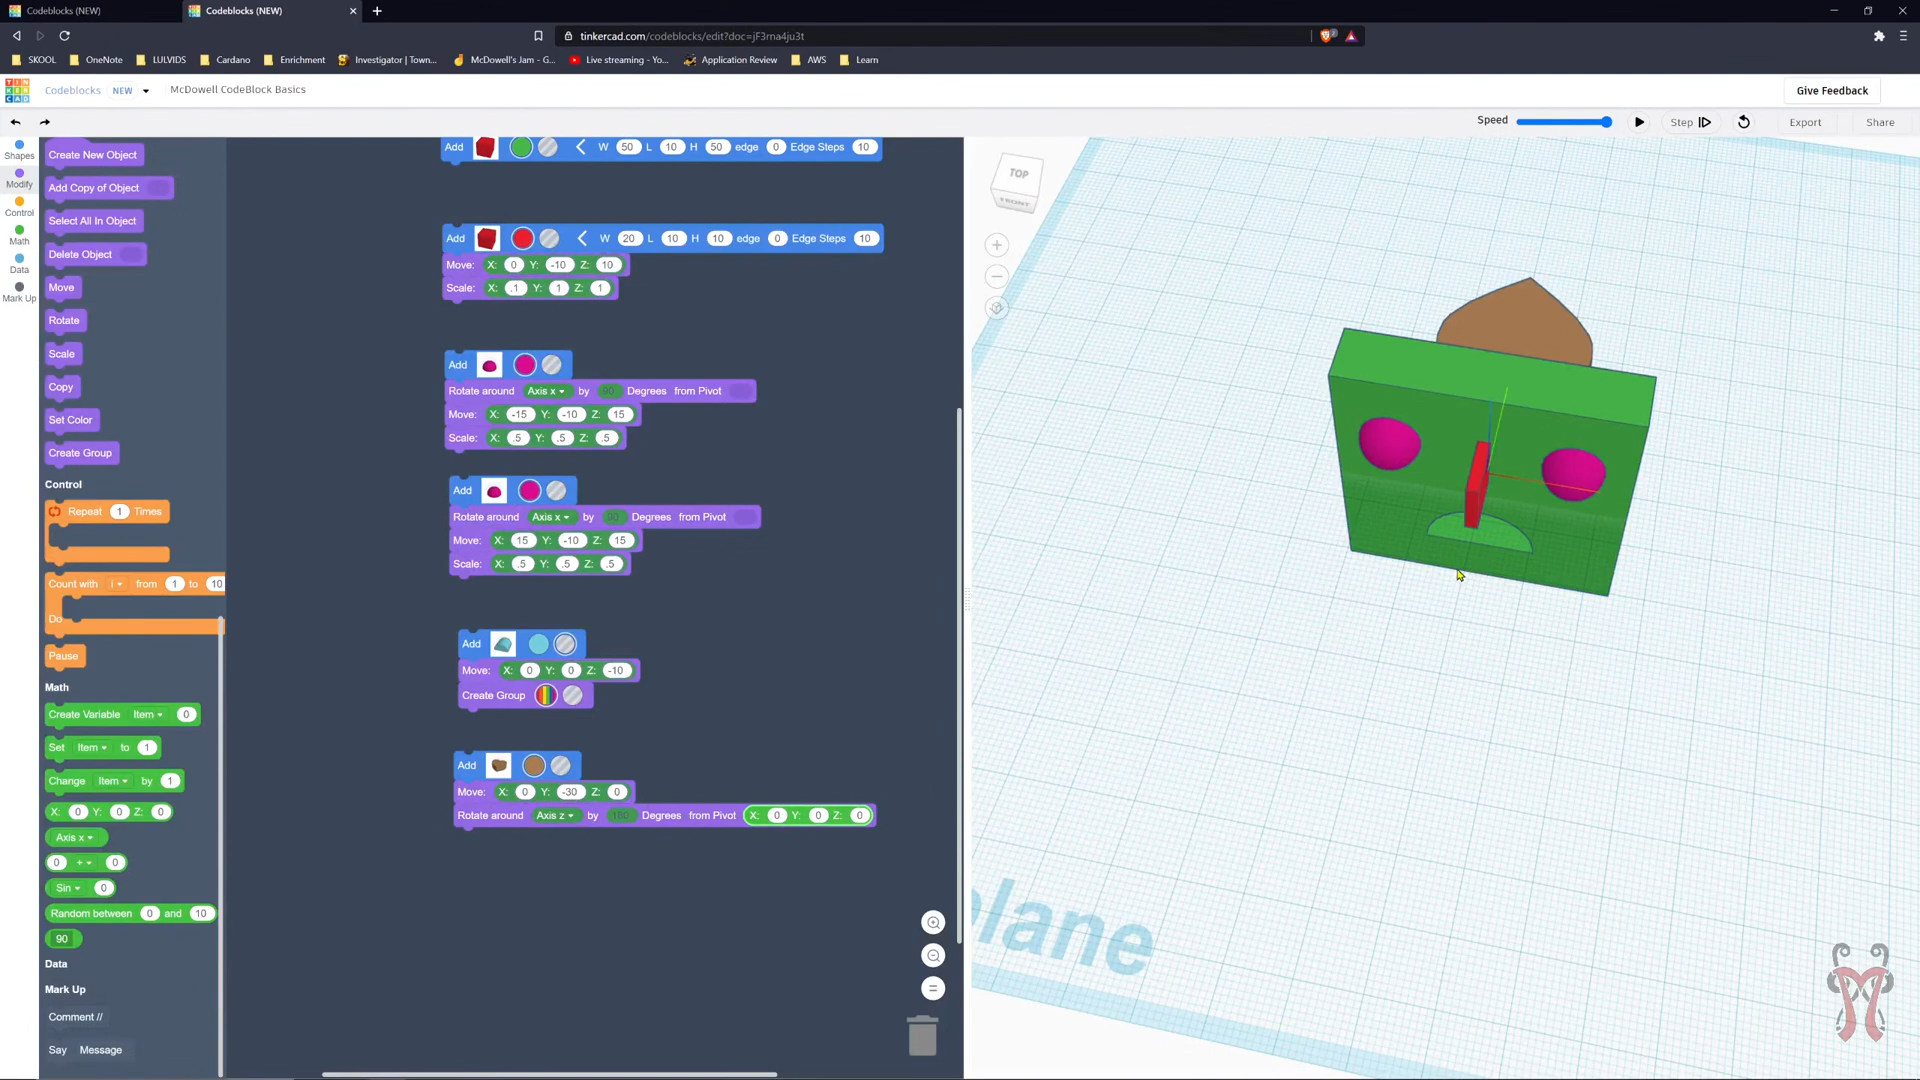 Codeblocks (NEW)
Codeblocks (NEW)
tinkercad.com/codeblocks/edit?doc=jF3rna4ju3t
SKOOL
OneNote
LULVIDS
Cardano
Enrichment
Investigator | Town...
McDowell's Jam - G...
Live streaming - Yo...
Application Review
AWS
Learn
TIN
KER
CAD
Codeblocks NEW
McDowell CodeBlock Basics
Give Feedback
Speed
Step
Export
Share
Shapes
Modify
Control
Math
Data
Mark Up
Create New Object
Add Copy of Object
Select All In Object
Delete Object
Move
Rotate
Scale
Copy
Set Color
Create Group
Control
Repeat 1 Times
Count with i from 1 to 10
Do
Pause
Math
Create Variable Item 0
Set Item to 1
Change Item by 1
X: 0 Y: 0 Z: 0
Axis x
0 + 0
Sin 0
Random between 0 and 10
90
Data
Mark Up
Comment //
Say Message
Add W 50 L 10 H 50 edge 0 Edge Steps 10
Add W 20 L 10 H 10 edge 0 Edge Steps 10
Move: X: 0 Y: -10 Z: 10
Scale: X: .1 Y: 1 Z: 1
Add
Rotate around Axis x by 90 Degrees from Pivot
Move: X: -15 Y: -10 Z: 15
Scale: X: .5 Y: .5 Z: .5
Add
Rotate around Axis x by 90 Degrees from Pivot
Move: X: 15 Y: -10 Z: 15
Scale: X: .5 Y: .5 Z: .5
Add
Move: X: 0 Y: 0 Z: -10
Create Group
Add
Move: X: 0 Y: -30 Z: 0
Rotate around Axis z by 180 Degrees from Pivot X: 0 Y: 0 Z: 0
TOP
FRONT
plane